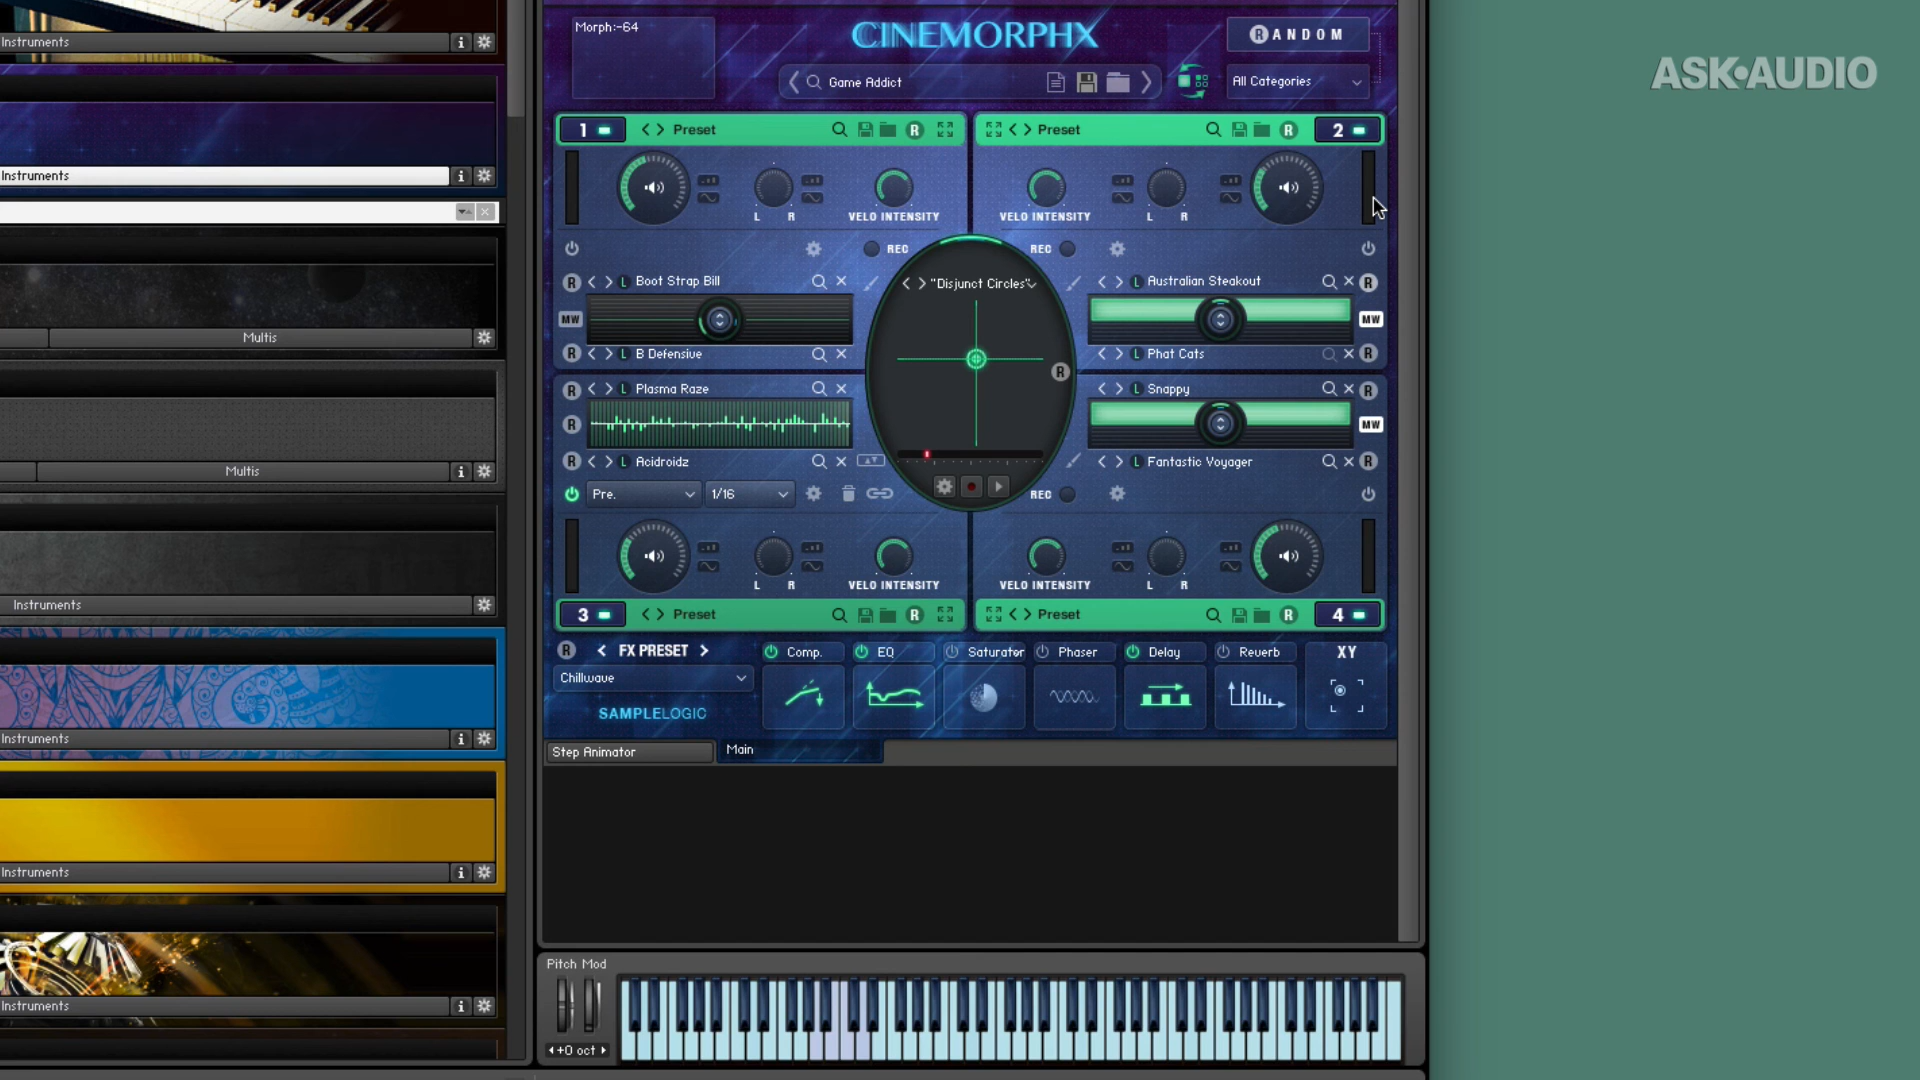 Instruments
i
Instruments
i
Multis
Multis
i
Instruments
Instruments
i
Instruments
i
Instruments
i
Morph:-64
CINEMORPHX
RANDOM
Game Addict
All Categories
ASK•AUDIO
1
Preset
R
Preset
R
2
L R
VELO INTENSITY
VELO INTENSITY
L R
REC
REC
R
L
Boot Strap Bill
"Disjunct Circles"
L
Australian Steakout
R
MW
MW
R
L
B Defensive
L
Phat Cats
R
R
R
L
Plasma Raze
L
Snappy
R
R
MW
R
L
Acidroidz
L
Fantastic Voyager
R
Pre.
1/16
REC
L R
VELO INTENSITY
VELO INTENSITY
L R
3
Preset
R
Preset
R
4
R
FX PRESET
Comp.
EQ
Saturator
Phaser
Delay
Reverb
XY
Chillwave
SAMPLELOGIC
Step Animator
Main
Pitch Mod
+0 oct